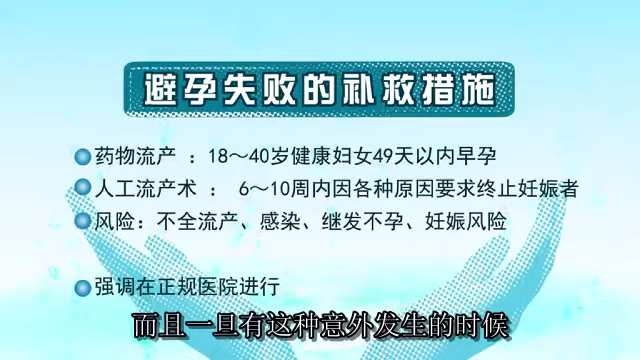 避孕失败的补救措施
药物流产 ：18～40岁健康妇女49天以内早孕
人工流产术 ： 6～10周内因各种原因要求终止妊娠者
风险：不全流产、感染、继发不孕、妊娠风险
强调在正规医院进行
而且一旦有这种意外发生的时候